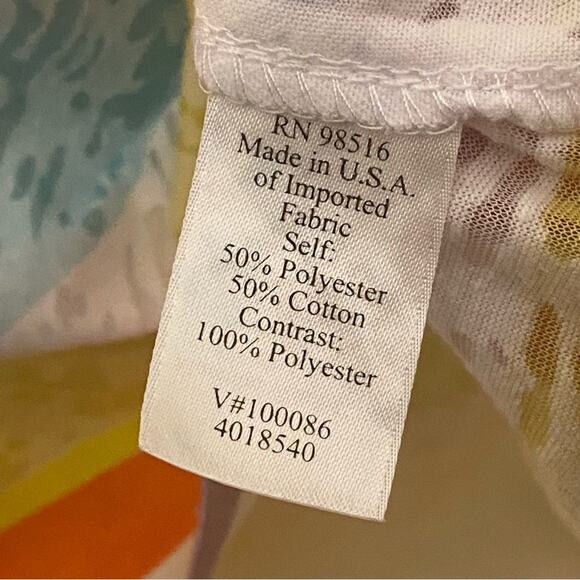 RN 98516
Made in U.S.A.
of Imported
Fabric
Self:
50% Polyester
50% Cotton
Contrast:
100% Polyester
V#100086
4018540